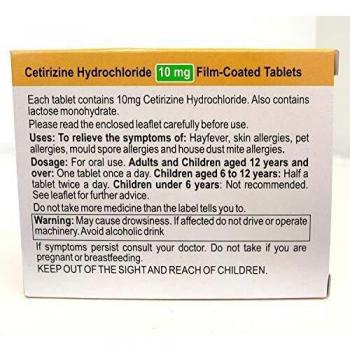 Cetirizine Hydrochloride 10 mg Film-Coated Tablets
Each tablet contains 10mg Cetirizine Hydrochloride. Also contains
lactose monohydrate.
Please read the enclosed leaflet carefully before use.
Uses: To relieve the symptoms of: Hayfever, skin allergies, pet
allergies, mould spore allergies and house dust mite allergies.
Dosage: For oral use. Adults and Children aged 12 years and
over: One tablet once a day. Children aged 6 to 12 years: Half a
tablet twice a day. Children under 6 years: Not recommended.
See leaflet for further advice.
Do not take more medicine than the label tells you to.
Warning: May cause drowsiness. If affected do not drive or operate
machinery. Avoid alcoholic drink
If symptoms persist consult your doctor. Do not take if you are
pregnant or breastfeeding.
KEEP OUT OF THE SIGHT AND REACH OF CHILDREN.